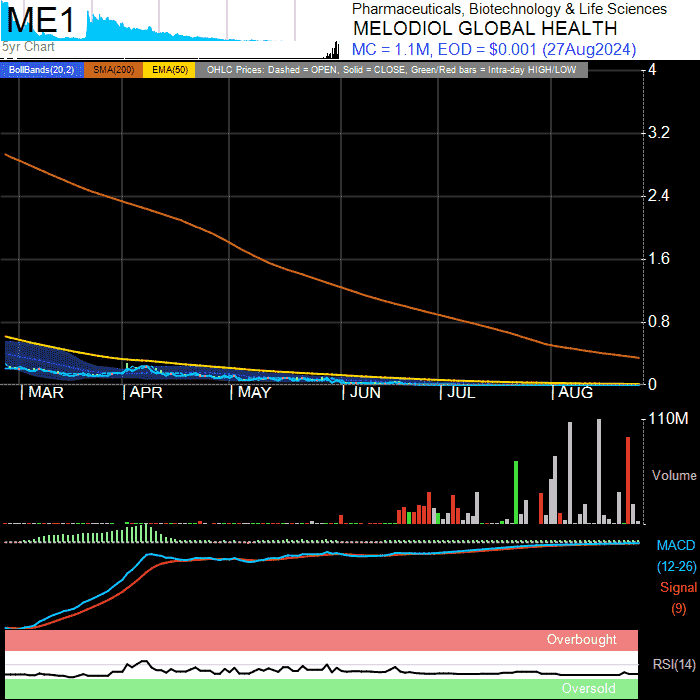 ME1
5yr Chart
Pharmaceuticals, Biotechnology & Life Sciences
MELODIOL GLOBAL HEALTH
MC = 1.1M, EOD = $0.001 (27Aug2024)
BollBands(20,2) SMA(200) EMA(50) OHLC Prices: Dashed = OPEN, Solid = CLOSE, Green/Red bars = Intra-day HIGH/LOW
4
3.2
2.4
1.6
0.8
0
MAR APR MAY JUN JUL AUG
110M
Volume
MACD
(12-26)
Signal
(9)
Overbought
RSI(14)
Oversold